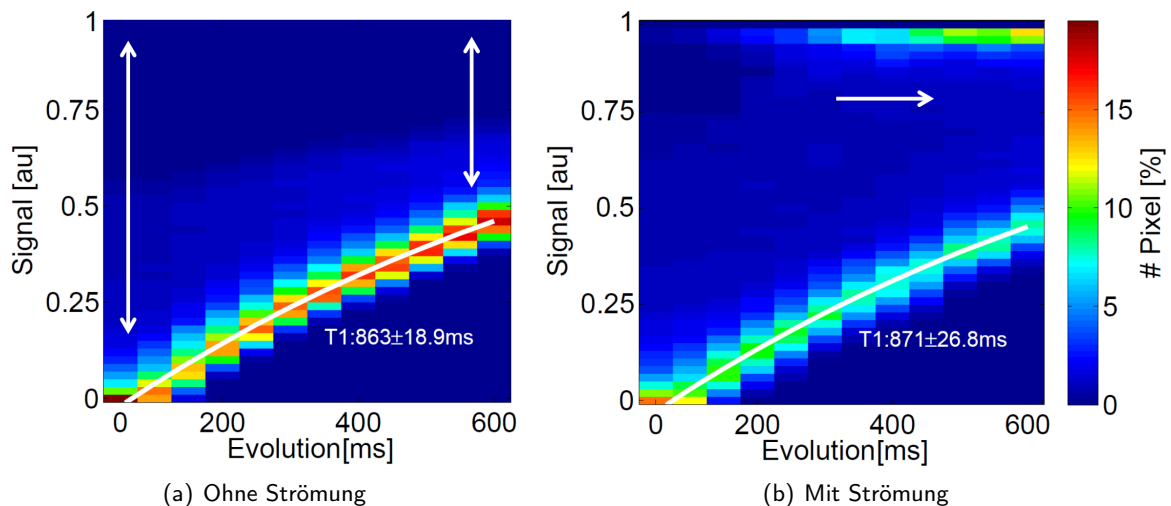 1
0.75
0.5
0.25
0
Signal [au]
0 200 400 600
Evolution[ms]
T1:863±18.9ms
(a) Ohne Strömung
1
0.75
0.5
0.25
0
Signal [au]
0 200 400 600
Evolution[ms]
T1:871±26.8ms
(b) Mit Strömung
15
10
5
0
# Pixel [%]